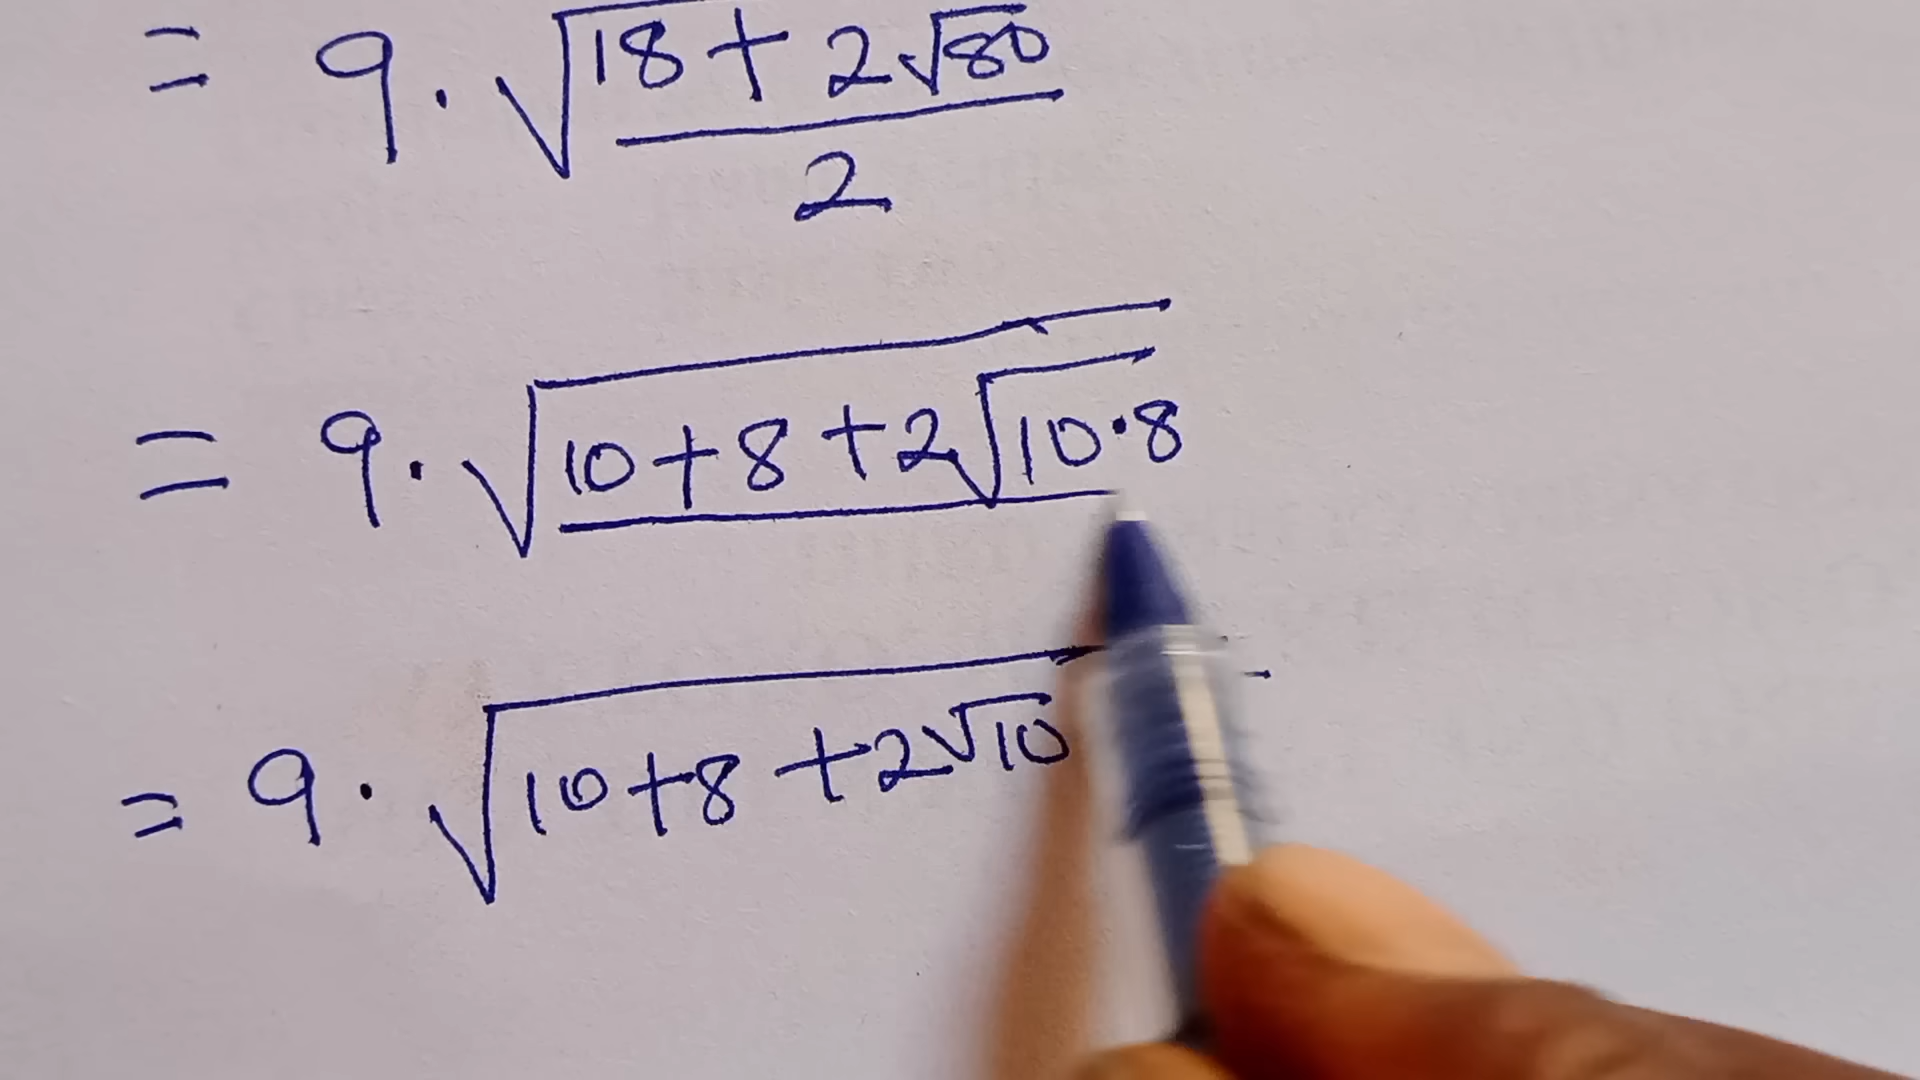 = 9 · √18 + 2√80
2
= 9 · √10 + 8 + 2√10·8
= 9 · √10 + 8 + 2√10